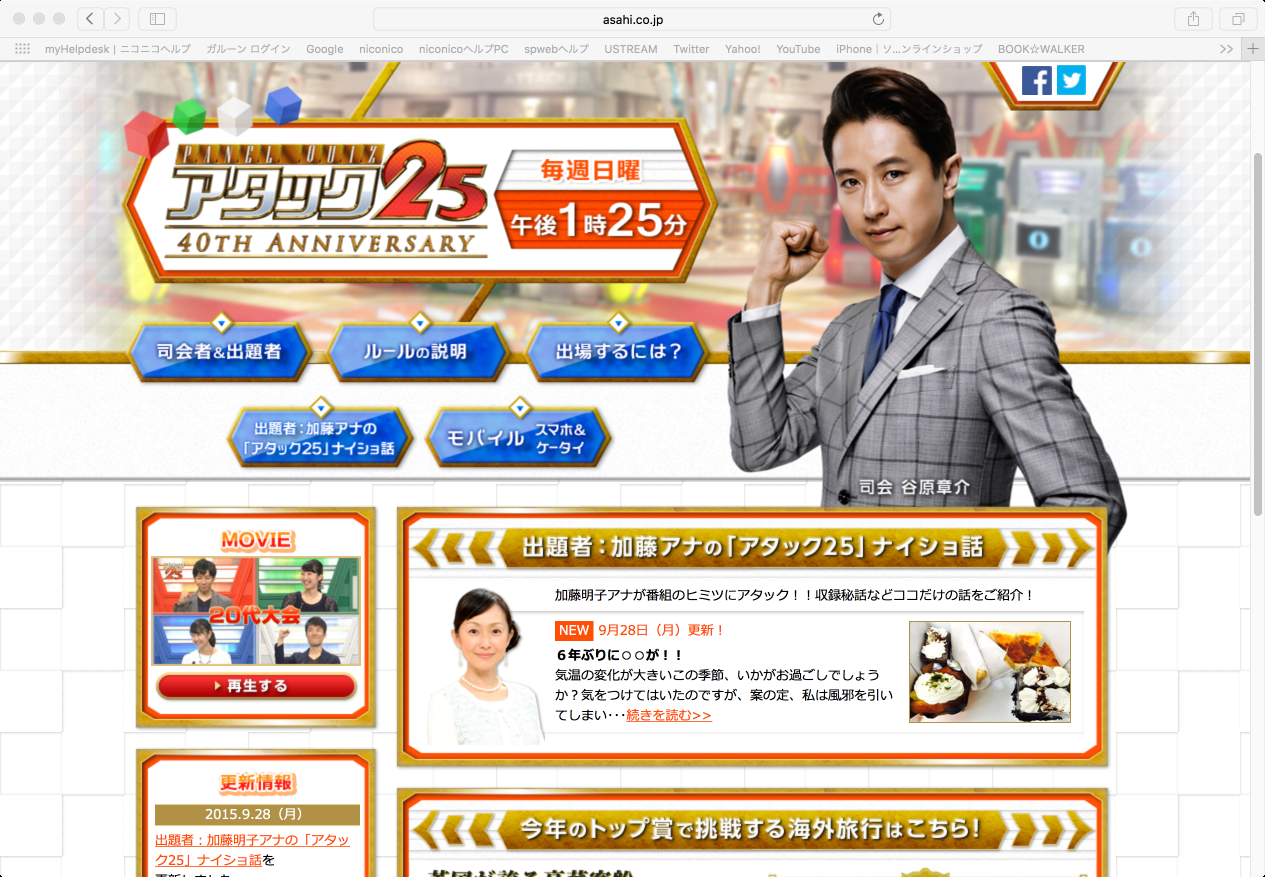 asahi.co.jp
myHelpdesk | ニコニコヘルプ
ガルーン ログイン
Google
niconico
niconicoヘルプPC
spwebヘルプ
USTREAM
Twitter
Yahoo!
YouTube
iPhone | ソ...ンラインショップ
BOOK☆WALKER
PANEL QUIZ
アタック25
40TH ANNIVERSARY
毎週日曜
午後1時25分
司会者&出題者
ルールの説明
出場するには？
出題者：加藤アナの
「アタック25」ナイショ話
モバイル スマホ&
ケータイ
司会 谷原章介
MOVIE
20代大会
再生する
出題者：加藤アナの「アタック25」ナイショ話
加藤明子アナが番組のヒミツにアタック！！収録秘話などココだけの話をご紹介！
NEW 9月28日（月）更新！
６年ぶりに○○が！！
気温の変化が大きいこの季節、いかがお過ごしでしょう
か？気をつけてはいたのですが、案の定、私は風邪を引い
てしまい･･･続きを読む>>
更新情報
2015.9.28（月）
出題者：加藤明子アナの「アタッ
ク25」ナイショ話を
今年のトップ賞で挑戦する海外旅行はこちら！